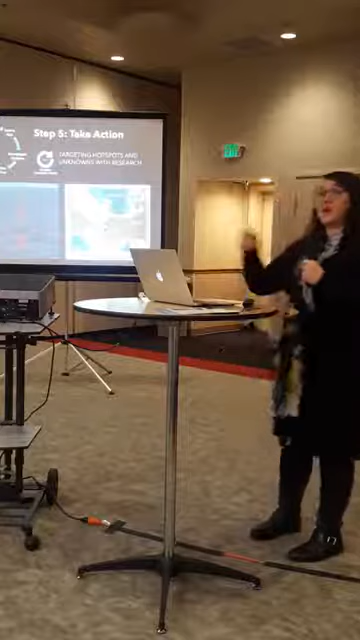 Step 5: Take Action
TARGETING HOTSPOTS AND
UNKNOWNS WITH RESEARCH
EXIT